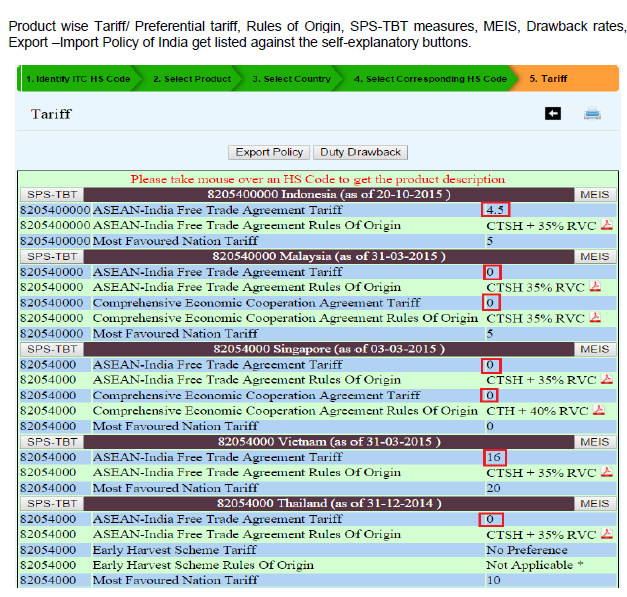 Product wise Tariff/ Preferential tariff, Rules of Origin, SPS-TBT measures, MEIS, Drawback rates,
Export –Import Policy of India get listed against the self-explanatory buttons.
1. Identify ITC HS Code 2. Select Product 3. Select Country 4. Select Corresponding HS Code 5. Tariff
Tariff
Export Policy Duty Drawback
Please take mouse over an HS Code to get the product description
SPS-TBT 8205400000 Indonesia (as of 20-10-2015 ) MEIS
8205400000 ASEAN-India Free Trade Agreement Tariff 4.5
8205400000 ASEAN-India Free Trade Agreement Rules Of Origin CTSH + 35% RVC
8205400000 Most Favoured Nation Tariff 5
SPS-TBT 820540000 Malaysia (as of 31-03-2015 ) MEIS
820540000 ASEAN-India Free Trade Agreement Tariff 0
820540000 ASEAN-India Free Trade Agreement Rules Of Origin CTSH 35% RVC
820540000 Comprehensive Economic Cooperation Agreement Tariff 0
820540000 Comprehensive Economic Cooperation Agreement Rules Of Origin CTSH 35% RVC
820540000 Most Favoured Nation Tariff 5
SPS-TBT 82054000 Singapore (as of 03-03-2015 ) MEIS
82054000 ASEAN-India Free Trade Agreement Tariff 0
82054000 ASEAN-India Free Trade Agreement Rules Of Origin CTSH + 35% RVC
82054000 Comprehensive Economic Cooperation Agreement Tariff 0
82054000 Comprehensive Economic Cooperation Agreement Rules Of Origin CTH + 40% RVC
82054000 Most Favoured Nation Tariff 0
SPS-TBT 82054000 Vietnam (as of 31-03-2015 ) MEIS
82054000 ASEAN-India Free Trade Agreement Tariff 16
82054000 ASEAN-India Free Trade Agreement Rules Of Origin CTSH + 35% RVC
82054000 Most Favoured Nation Tariff 20
SPS-TBT 82054000 Thailand (as of 31-12-2014 ) MEIS
82054000 ASEAN-India Free Trade Agreement Tariff 0
82054000 ASEAN-India Free Trade Agreement Rules Of Origin CTSH + 35% RVC
82054000 Early Harvest Scheme Tariff No Preference
82054000 Early Harvest Scheme Rules Of Origin Not Applicable *
82054000 Most Favoured Nation Tariff 10